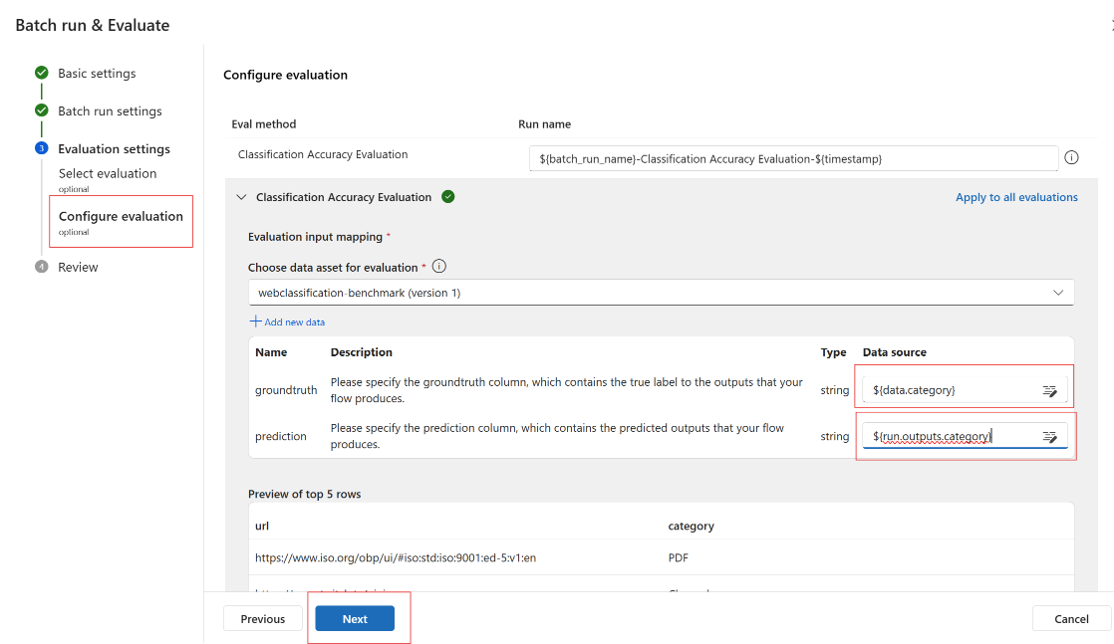 Batch run & Evaluate
Basic settings
Batch run settings
3 Evaluation settings
Select evaluation
optional
Configure evaluation
optional
4 Review
Configure evaluation
Eval method Run name
Classification Accuracy Evaluation ${batch_run_name}-Classification Accuracy Evaluation-${timestamp}
Classification Accuracy Evaluation Apply to all evaluations
Evaluation input mapping *
Choose data asset for evaluation *
webclassification-benchmark (version 1)
+ Add new data
Name Description Type Data source
groundtruth Please specify the groundtruth column, which contains the true label to the outputs that your string ${data.category}
flow produces.
prediction Please specify the prediction column, which contains the predicted outputs that your flow string ${run.outputs.category}
produces.
Preview of top 5 rows
url category
https://www.iso.org/obp/ui/#iso:std:iso:9001:ed-5:v1:en PDF
Previous Next Cancel